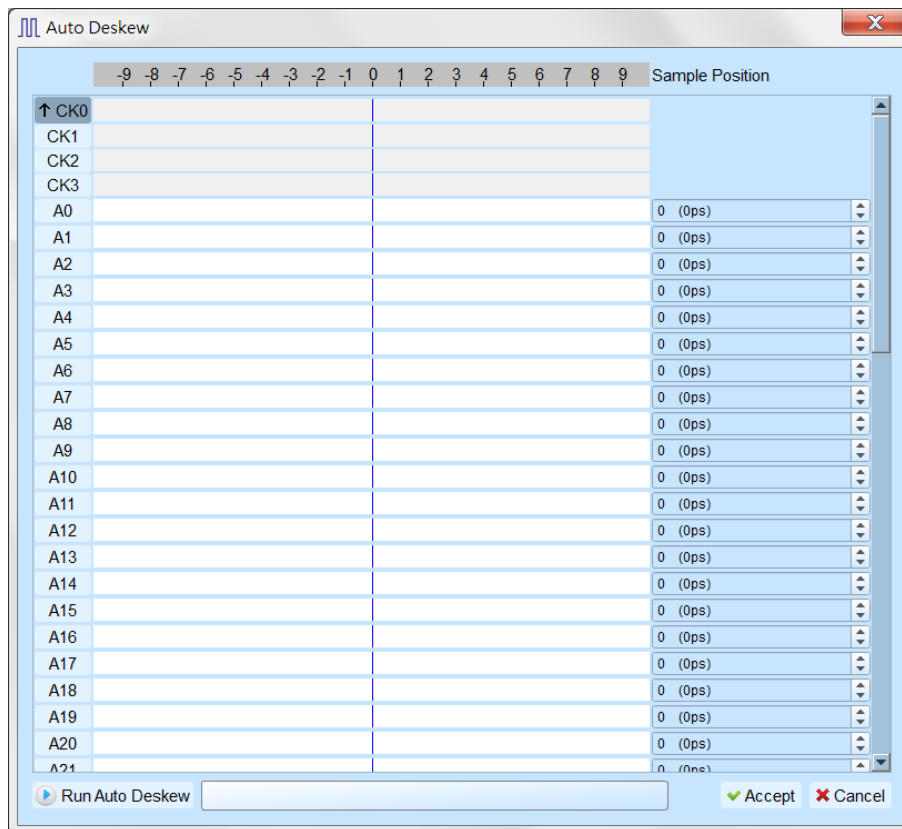 Auto Deskew
-9 -8 -7 -6 -5 -4 -3 -2 -1 0 1 2 3 4 5 6 7 8 9 Sample Position
↑ CK0
CK1
CK2
CK3
A0 0 (0ps)
A1 0 (0ps)
A2 0 (0ps)
A3 0 (0ps)
A4 0 (0ps)
A5 0 (0ps)
A6 0 (0ps)
A7 0 (0ps)
A8 0 (0ps)
A9 0 (0ps)
A10 0 (0ps)
A11 0 (0ps)
A12 0 (0ps)
A13 0 (0ps)
A14 0 (0ps)
A15 0 (0ps)
A16 0 (0ps)
A17 0 (0ps)
A18 0 (0ps)
A19 0 (0ps)
A20 0 (0ps)
A21 0 (0ps)
Run Auto Deskew Accept Cancel